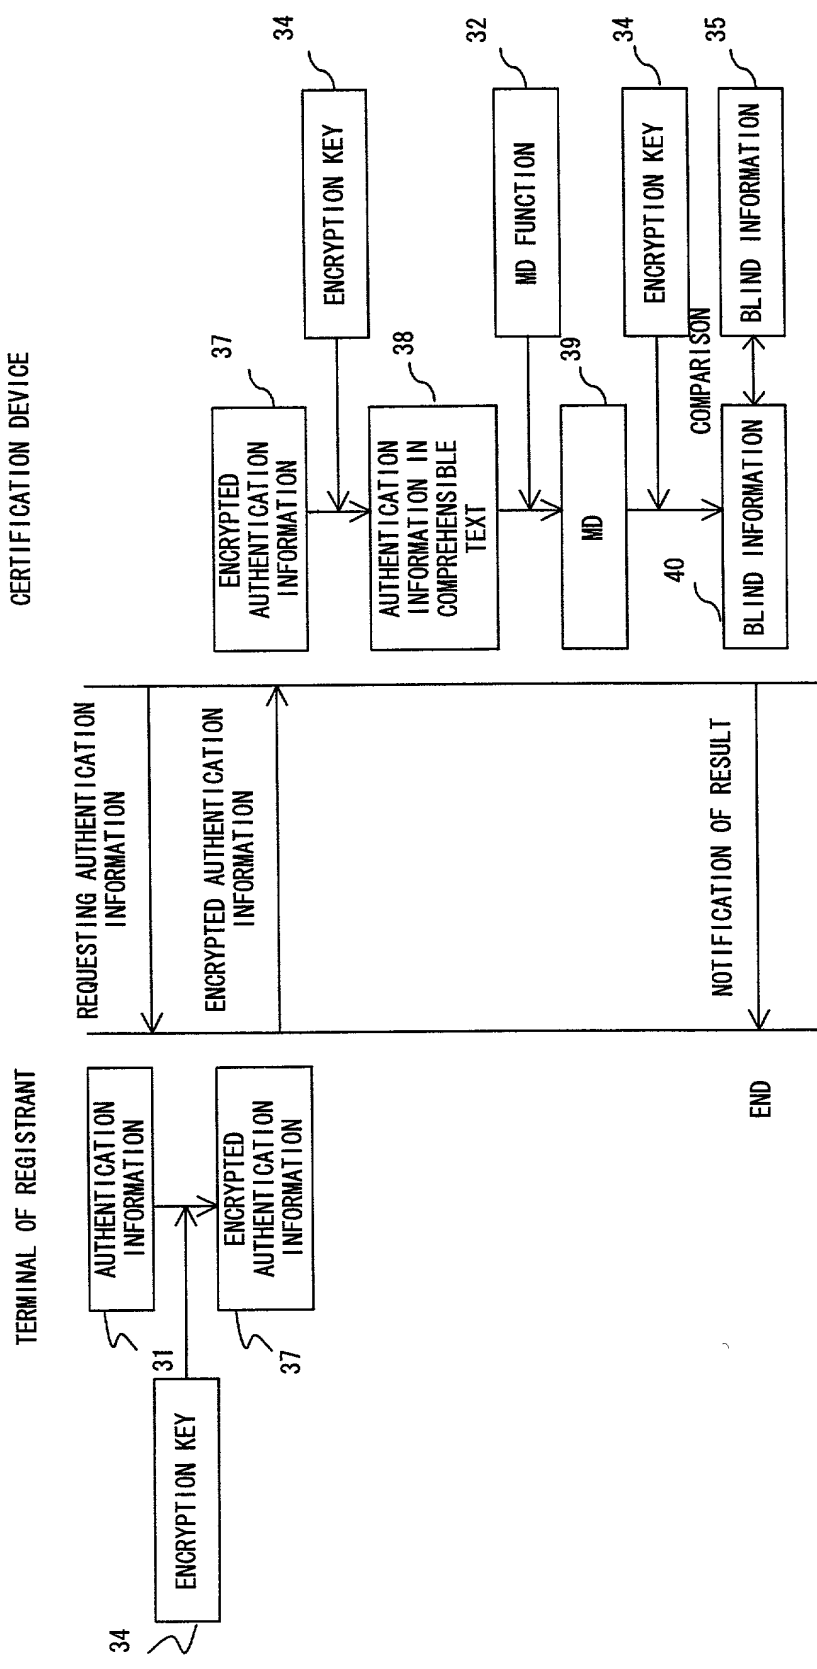 TERMINAL OF REGISTRANT
CERTIFICATION DEVICE
34
ENCRYPTION KEY
31
AUTHENTICATION
INFORMATION
37
ENCRYPTED
AUTHENTICATION
INFORMATION
REQUESTING AUTHENTICATION
INFORMATION
ENCRYPTED AUTHENTICATION
INFORMATION
37
ENCRYPTED
AUTHENTICATION
INFORMATION
34
ENCRYPTION KEY
38
AUTHENTICATION
INFORMATION IN
COMPREHENSIBLE
TEXT
32
MD FUNCTION
39
MD
34
ENCRYPTION KEY
40
BLIND INFORMATION
COMPARISON
35
BLIND INFORMATION
NOTIFICATION OF RESULT
END